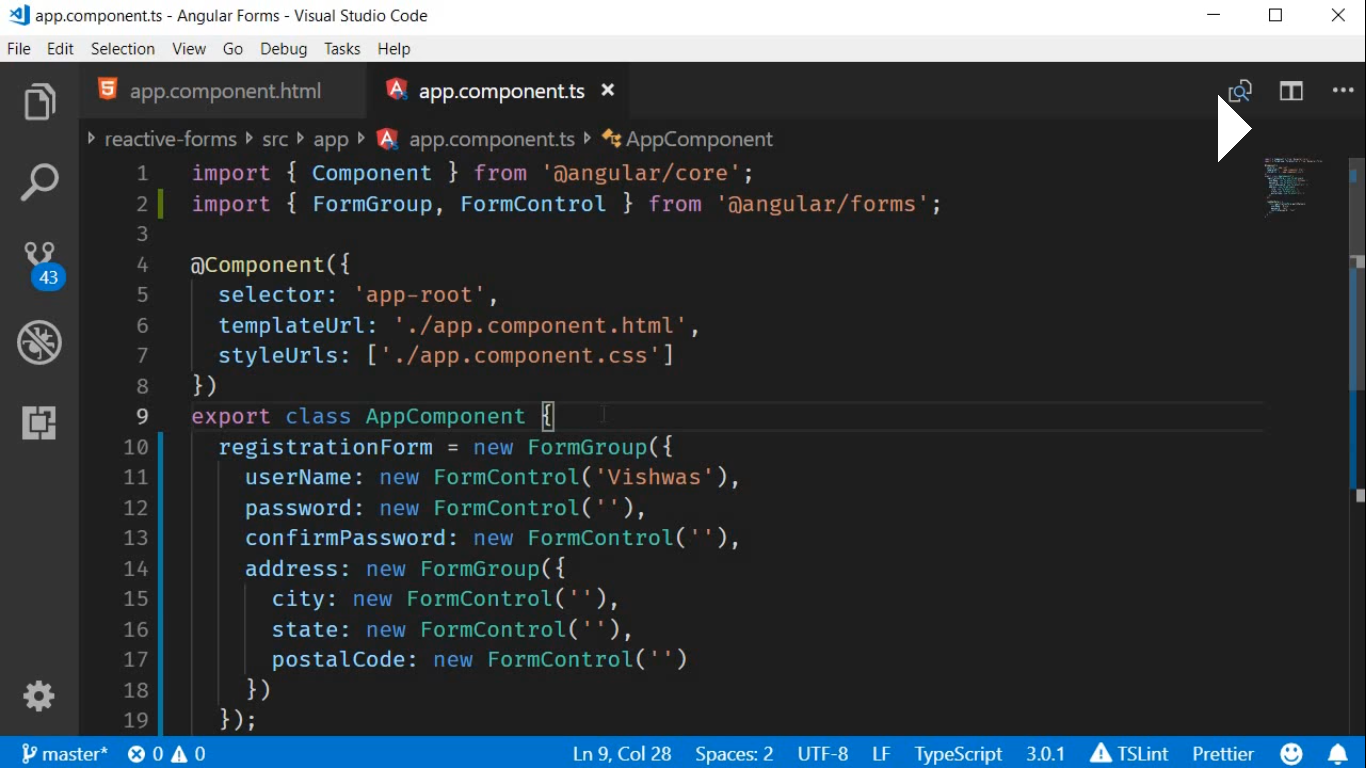 app.component.ts - Angular Forms - Visual Studio Code
File Edit Selection View Go Debug Tasks Help
app.component.html app.component.ts
reactive-forms src app app.component.ts AppComponent
1 import { Component } from '@angular/core';
2 import { FormGroup, FormControl } from '@angular/forms';
3
4 @Component({
5 selector: 'app-root',
6 templateUrl: './app.component.html',
7 styleUrls: ['./app.component.css']
8 })
9 export class AppComponent {
10 registrationForm = new FormGroup({
11 userName: new FormControl('Vishwas'),
12 password: new FormControl(''),
13 confirmPassword: new FormControl(''),
14 address: new FormGroup({
15 city: new FormControl(''),
16 state: new FormControl(''),
17 postalCode: new FormControl('')
18 })
19 });
43
master* 0 0 Ln 9, Col 28 Spaces: 2 UTF-8 LF TypeScript 3.0.1 TSLint Prettier